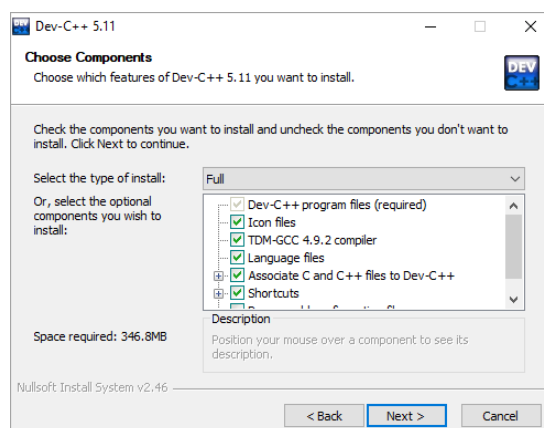 Dev-C++ 5.11
Choose Components
Choose which features of Dev-C++ 5.11 you want to install.
DEV
C++
Check the components you want to install and uncheck the components you don't want to
install. Click Next to continue.
Select the type of install:
Full
Or, select the optional
components you wish to
install:
Dev-C++ program files (required)
Icon files
TDM-GCC 4.9.2 compiler
Language files
Associate C and C++ files to Dev-C++
Shortcuts
Space required: 346.8MB
Description
Position your mouse over a component to see its
description.
Nullsoft Install System v2.46
< Back
Next >
Cancel